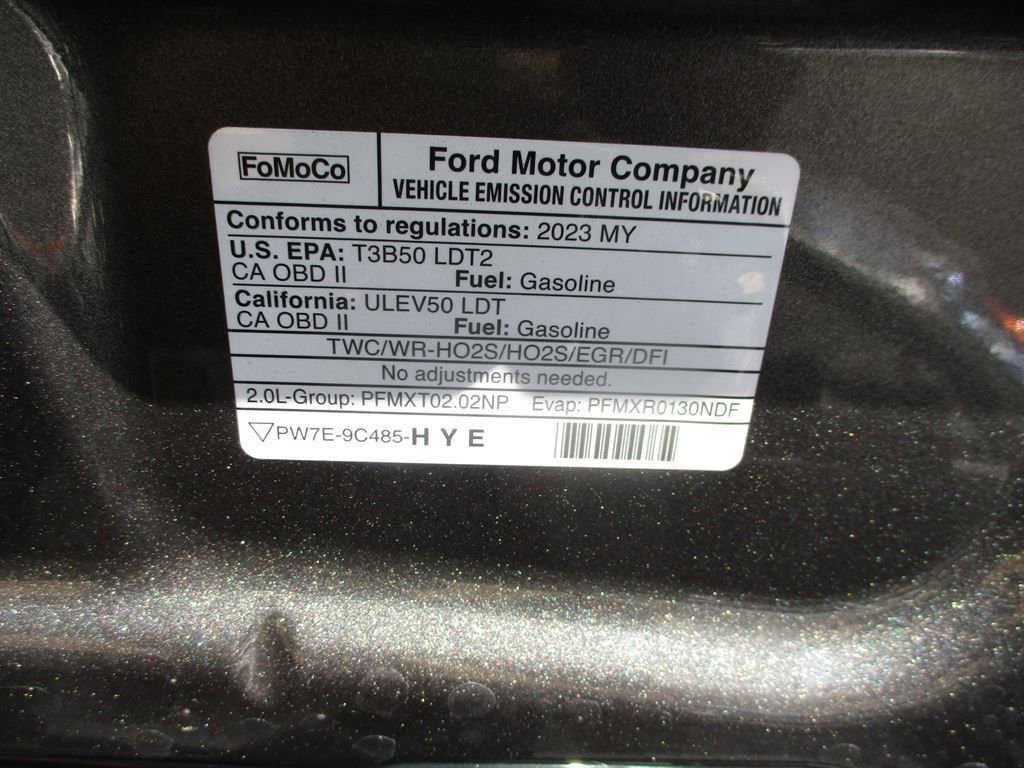 FoMoCo
Ford Motor Company
VEHICLE EMISSION CONTROL INFORMATION
Conforms to regulations: 2023 MY
U.S. EPA: T3B50 LDT2
CA OBD II Fuel: Gasoline
California: ULEV50 LDT
CA OBD II Fuel: Gasoline
TWC/WR-HO2S/HO2S/EGR/DFI
No adjustments needed.
2.0L-Group: PFMXT02.02NP Evap: PFMXR0130NDF
PW7E-9C485-H Y E